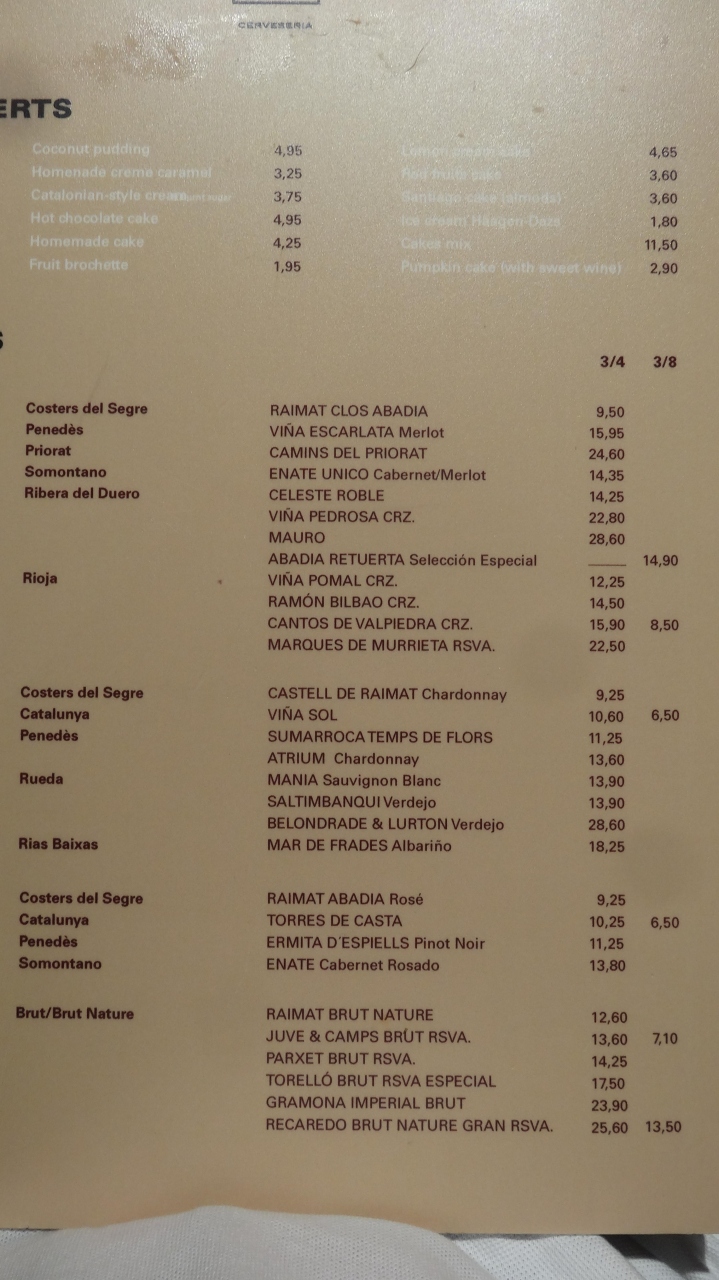 CERVESERIA
ERTS
Coconut pudding 4,95
Homenade crème caramel 3,25
Catalonian-style cream 3,75
Hot chocolate cake 4,95
Homemade cake 4,25
Fruit brochette 1,95
Lemon cream cake 4,65
Red fruits cake 3,60
Santiago cake (almods) 3,60
Ice cream Häagen-Dazs 1,80
Cakes mix 11,50
Pumpkin cake (with sweet wine) 2,90
S
3/4 3/8
Costers del Segre RAIMAT CLOS ABADIA 9,50
Penedès VIÑA ESCARLATA Merlot 15,95
Priorat CAMINS DEL PRIORAT 24,60
Somontano ENATE UNICO Cabernet/Merlot 14,35
Ribera del Duero CELESTE ROBLE 14,25
VIÑA PEDROSA CRZ. 22,80
MAURO 28,60
ABADIA RETUERTA Selección Especial ____ 14,90
Rioja VIÑA POMAL CRZ. 12,25
RAMÓN BILBAO CRZ. 14,50
CANTOS DE VALPIEDRA CRZ. 15,90 8,50
MARQUES DE MURRIETA RSVA. 22,50
Costers del Segre CASTELL DE RAIMAT Chardonnay 9,25
Catalunya VIÑA SOL 10,60 6,50
Penedès SUMARROCA TEMPS DE FLORS 11,25
ATRIUM Chardonnay 13,60
Rueda MANIA Sauvignon Blanc 13,90
SALTIMBANQUI Verdejo 13,90
BELONDRADE & LURTON Verdejo 28,60
Rias Baixas MAR DE FRADES Albariño 18,25
Costers del Segre RAIMAT ABADIA Rosé 9,25
Catalunya TORRES DE CASTA 10,25 6,50
Penedès ERMITA D´ESPIELLS Pinot Noir 11,25
Somontano ENATE Cabernet Rosado 13,80
Brut/Brut Nature RAIMAT BRUT NATURE 12,60
JUVE & CAMPS BRUT RSVA. 13,60 7,10
PARXET BRUT RSVA. 14,25
TORELLÓ BRUT RSVA ESPECIAL 17,50
GRAMONA IMPERIAL BRUT 23,90
RECAREDO BRUT NATURE GRAN RSVA. 25,60 13,50